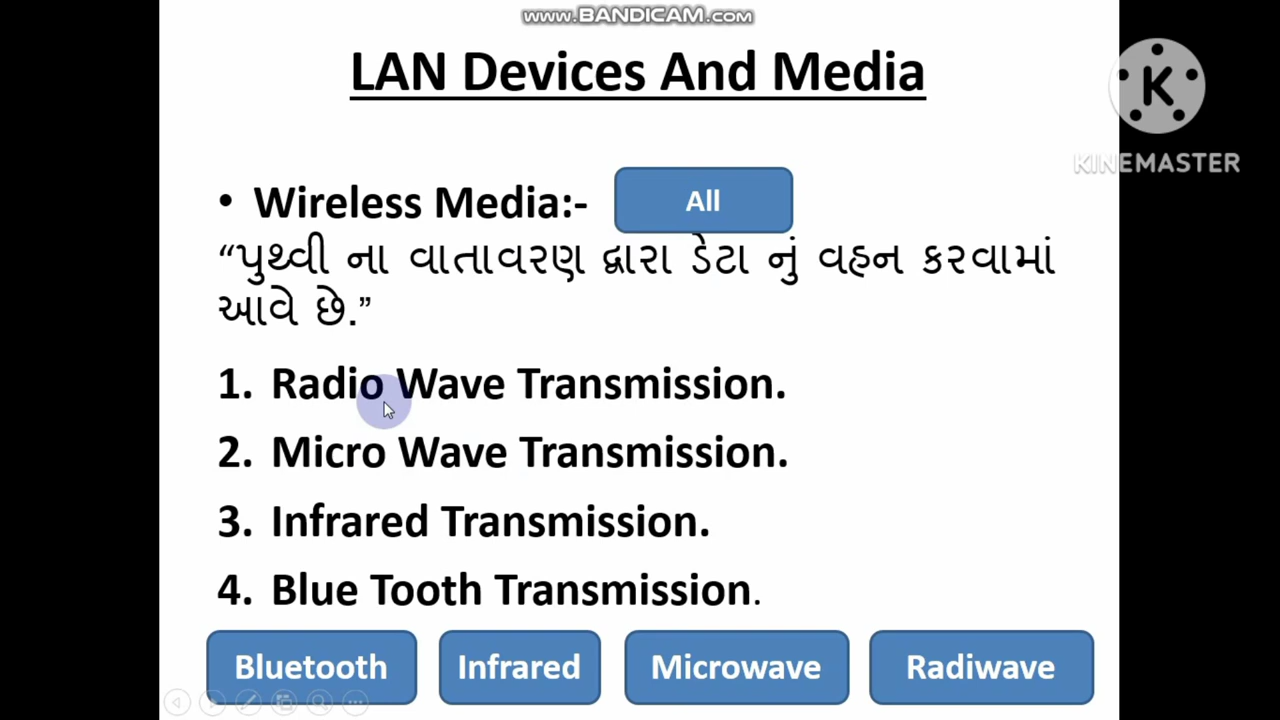 www.BANDICAM.com
LAN Devices And Media
K
KINEMASTER
• Wireless Media:-
All
“પુથ્વી ના વાતાવરણ દ્વારા ડેટા નું વહન કરવામાં
આવે છે.”
1. Radio Wave Transmission.
2. Micro Wave Transmission.
3. Infrared Transmission.
4. Blue Tooth Transmission.
Bluetooth
Infrared
Microwave
Radiwave